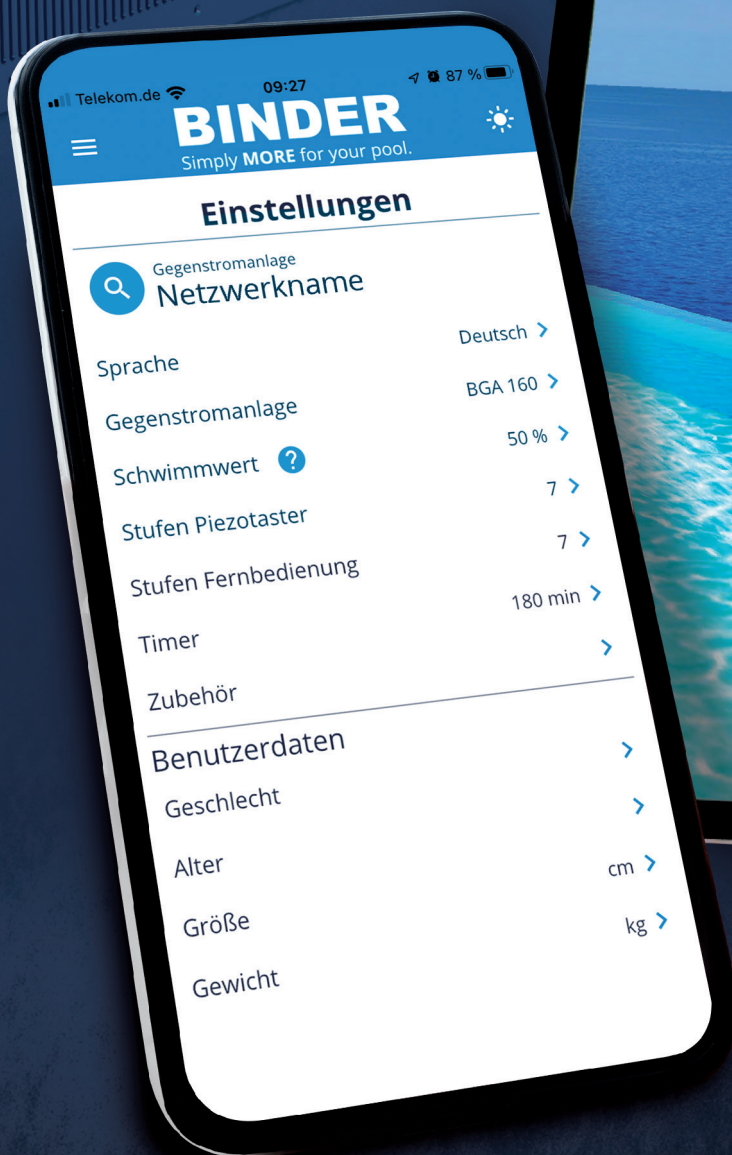 Telekom.de 09:27 87 %
BINDER
Simply MORE for your pool.
Einstellungen
Gegenstromanlage
Netzwerkname
Sprache Deutsch
Gegenstromanlage BGA 160
Schwimmwert ? 50 %
Stufen Piezotaster 7
Stufen Fernbedienung 7
Timer 180 min
Zubehör
Benutzerdaten
Geschlecht
Alter
Größe cm
Gewicht kg